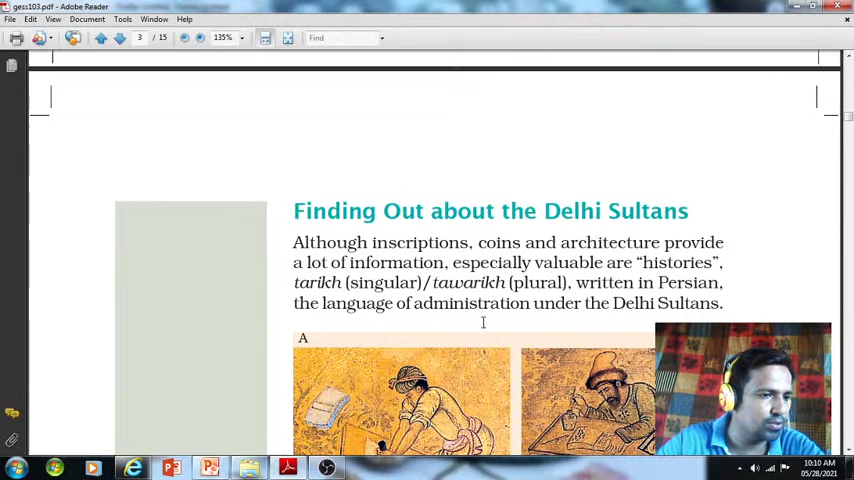 gess103.pdf - Adobe Reader
File Edit View Document Tools Window Help
3 / 15 135% Find
Finding Out about the Delhi Sultans
Although inscriptions, coins and architecture provide
a lot of information, especially valuable are “histories”,
tarikh (singular)/tawarikh (plural), written in Persian,
the language of administration under the Delhi Sultans.
A
10:10 AM
05/28/2021